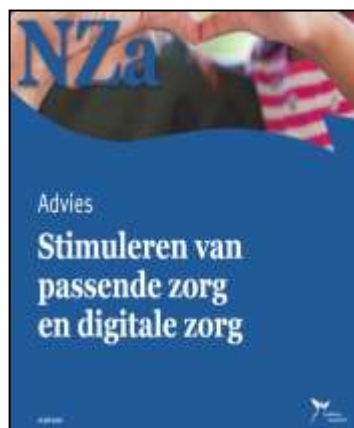 NZa
Advies
Stimuleren van
passende zorg
en digitale zorg